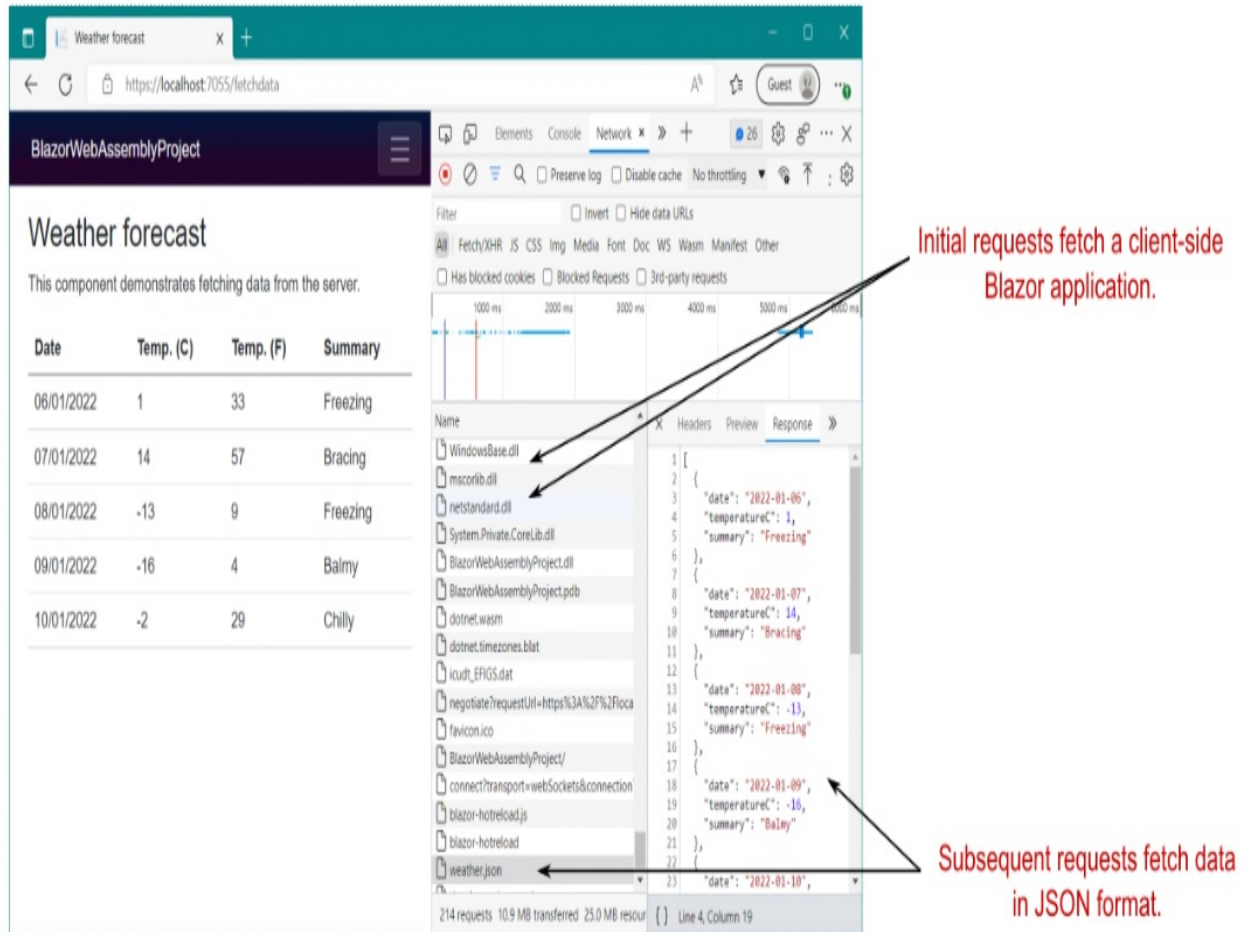 Weather forecast
https://localhost:7055/fetchdata
Guest
BlazorWebAssemblyProject
Weather forecast
This component demonstrates fetching data from the server.
Date Temp. (C) Temp. (F) Summary
06/01/2022 1 33 Freezing
07/01/2022 14 57 Bracing
08/01/2022 -13 9 Freezing
09/01/2022 -16 4 Balmy
10/01/2022 -2 29 Chilly
Elements Console Network 26
Preserve log Disable cache No throttling
Filter Invert Hide data URLs
All Fetch/XHR JS CSS Img Media Font Doc WS Wasm Manifest Other
Has blocked cookies Blocked Requests 3rd-party requests
1000 ms 2000 ms 3000 ms 4000 ms 5000 ms 6000 ms
Name
WindowsBase.dll
mscorlib.dll
netstandard.dll
System.Private.CoreLib.dll
BlazorWebAssemblyProject.dll
BlazorWebAssemblyProject.pdb
dotnet.wasm
dotnet.timezones.blat
icudt_EFIGS.dat
negotiate?requestUrl=https%3A%2F%2Floca
favicon.ico
BlazorWebAssemblyProject/
connect?transport=webSockets&connection
blazor-hotreload.js
blazor-hotreload
weather.json
214 requests 10.9 MB transferred 25.0 MB resour
Headers Preview Response
1 [
2 {
3 "date": "2022-01-06",
4 "temperatureC": 1,
5 "summary": "Freezing"
6 },
7 {
8 "date": "2022-01-07",
9 "temperatureC": 14,
10 "summary": "Bracing"
11 },
12 {
13 "date": "2022-01-08",
14 "temperatureC": -13,
15 "summary": "Freezing"
16 },
17 {
18 "date": "2022-01-09",
19 "temperatureC": -16,
20 "summary": "Balmy"
21 },
22 {
23 "date": "2022-01-10",
{ } Line 4, Column 19
Initial requests fetch a client-side
Blazor application.
Subsequent requests fetch data
in JSON format.